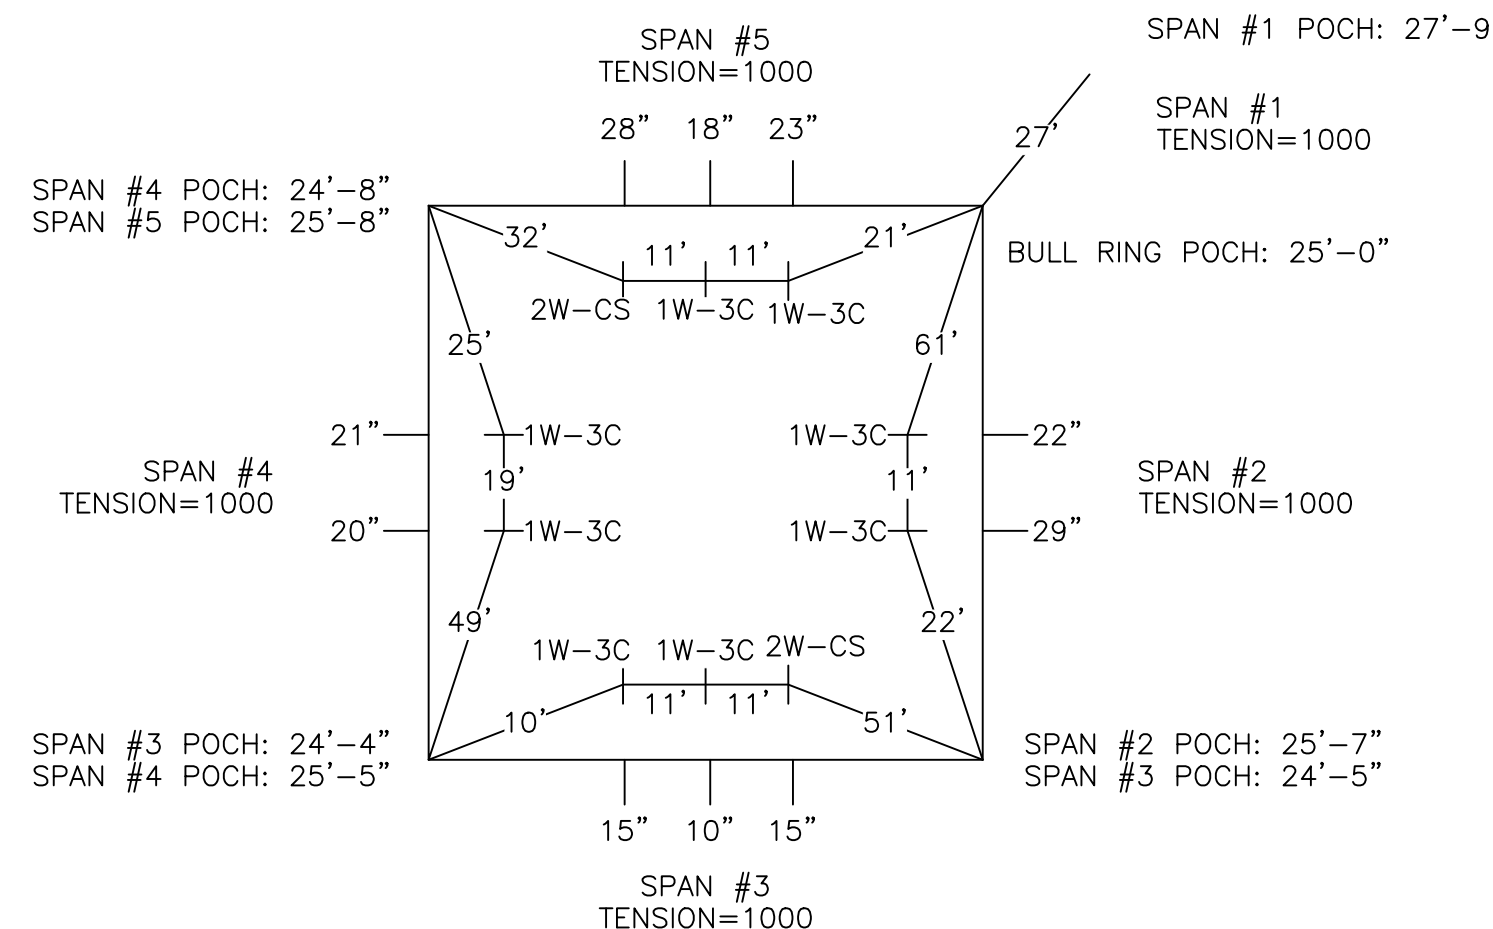 SPAN #1 POCH: 27'-9
SPAN #5
TENSION=1000
SPAN #1
TENSION=1000
28" 18" 23"
27'
SPAN #4 POCH: 24'-8"
SPAN #5 POCH: 25'-8"
32' 11' 11' 21'
BULL RING POCH: 25'-0"
2W-CS 1W-3C 1W-3C
25' 61'
21" 1W-3C 1W-3C 22"
SPAN #4
TENSION=1000
19' 11'
SPAN #2
TENSION=1000
20" 1W-3C 1W-3C 29"
49' 22'
1W-3C 1W-3C 2W-CS
10' 11' 11' 51'
SPAN #3 POCH: 24'-4"
SPAN #4 POCH: 25'-5"
SPAN #2 POCH: 25'-7"
SPAN #3 POCH: 24'-5"
15" 10" 15"
SPAN #3
TENSION=1000